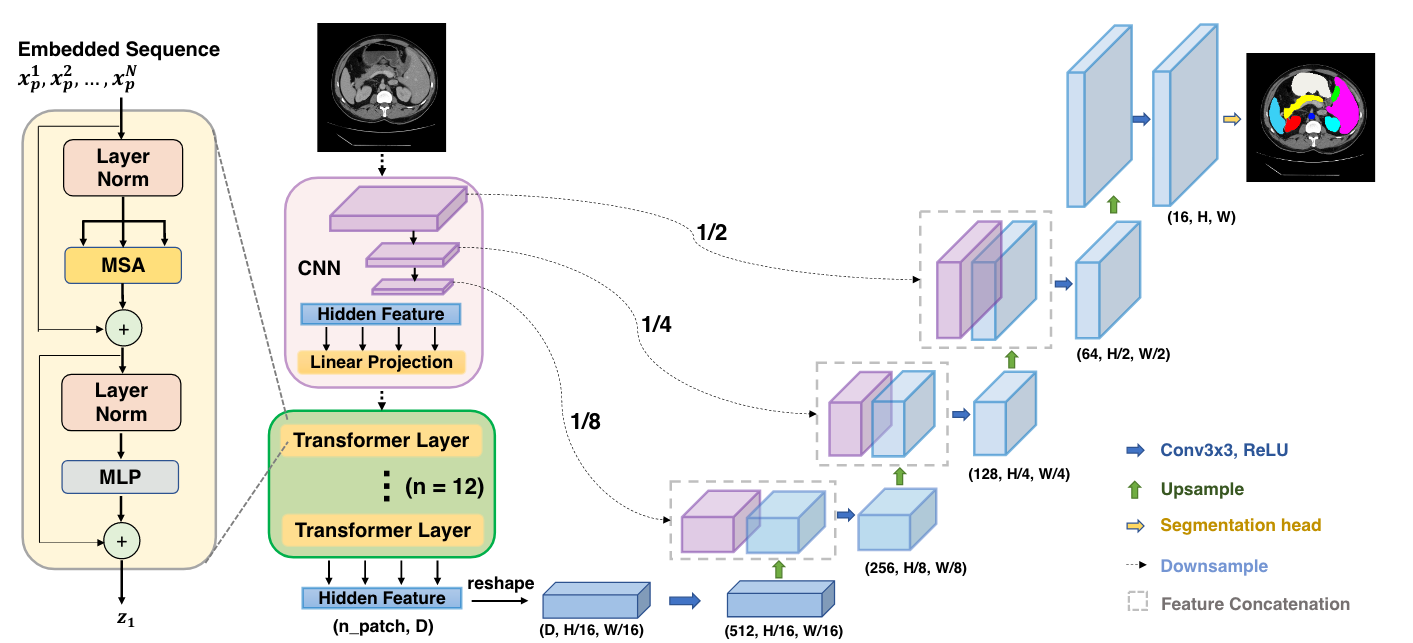 Embedded Sequence
x_p^1, x_p^2, ..., x_p^N
Layer
Norm
MSA
+
Layer
Norm
MLP
+
z_1
CNN
Hidden Feature
Linear Projection
Transformer Layer
(n = 12)
Transformer Layer
Hidden Feature
(n_patch, D)
reshape
1/2
1/4
1/8
(D, H/16, W/16)
(512, H/16, W/16)
(256, H/8, W/8)
(128, H/4, W/4)
(64, H/2, W/2)
(16, H, W)
Conv3x3, ReLU
Upsample
Segmentation head
Downsample
Feature Concatenation